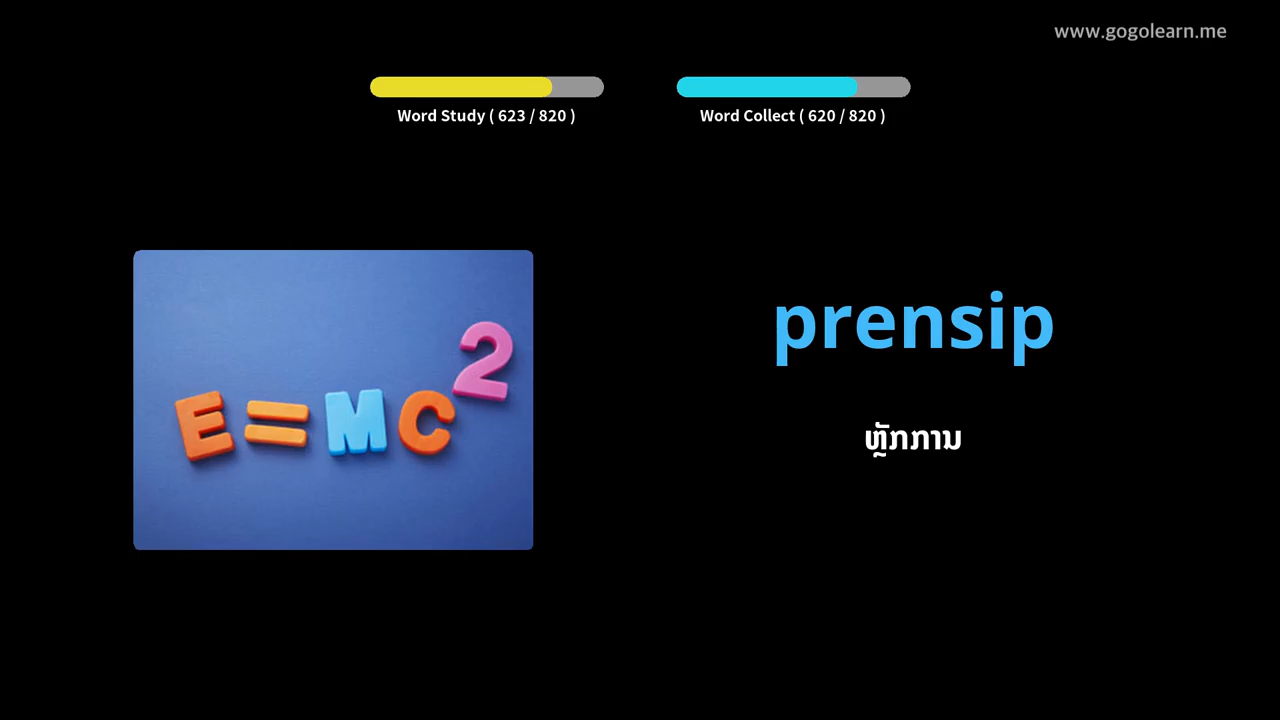 www.gogolearn.me
Word Study ( 623 / 820 )
Word Collect ( 620 / 820 )
E=MC2
prensip
ຫຼັກການ